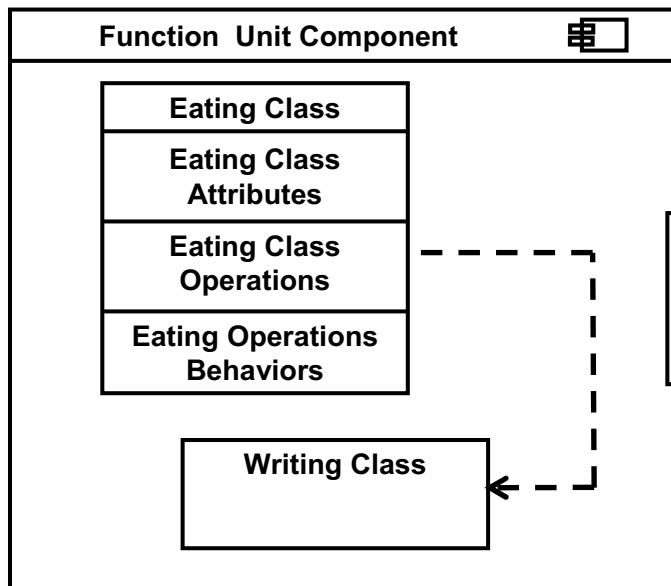 Function Unit Component
Eating Class
Eating Class
Attributes
Eating Class
Operations
Eating Operations
Behaviors
Writing Class